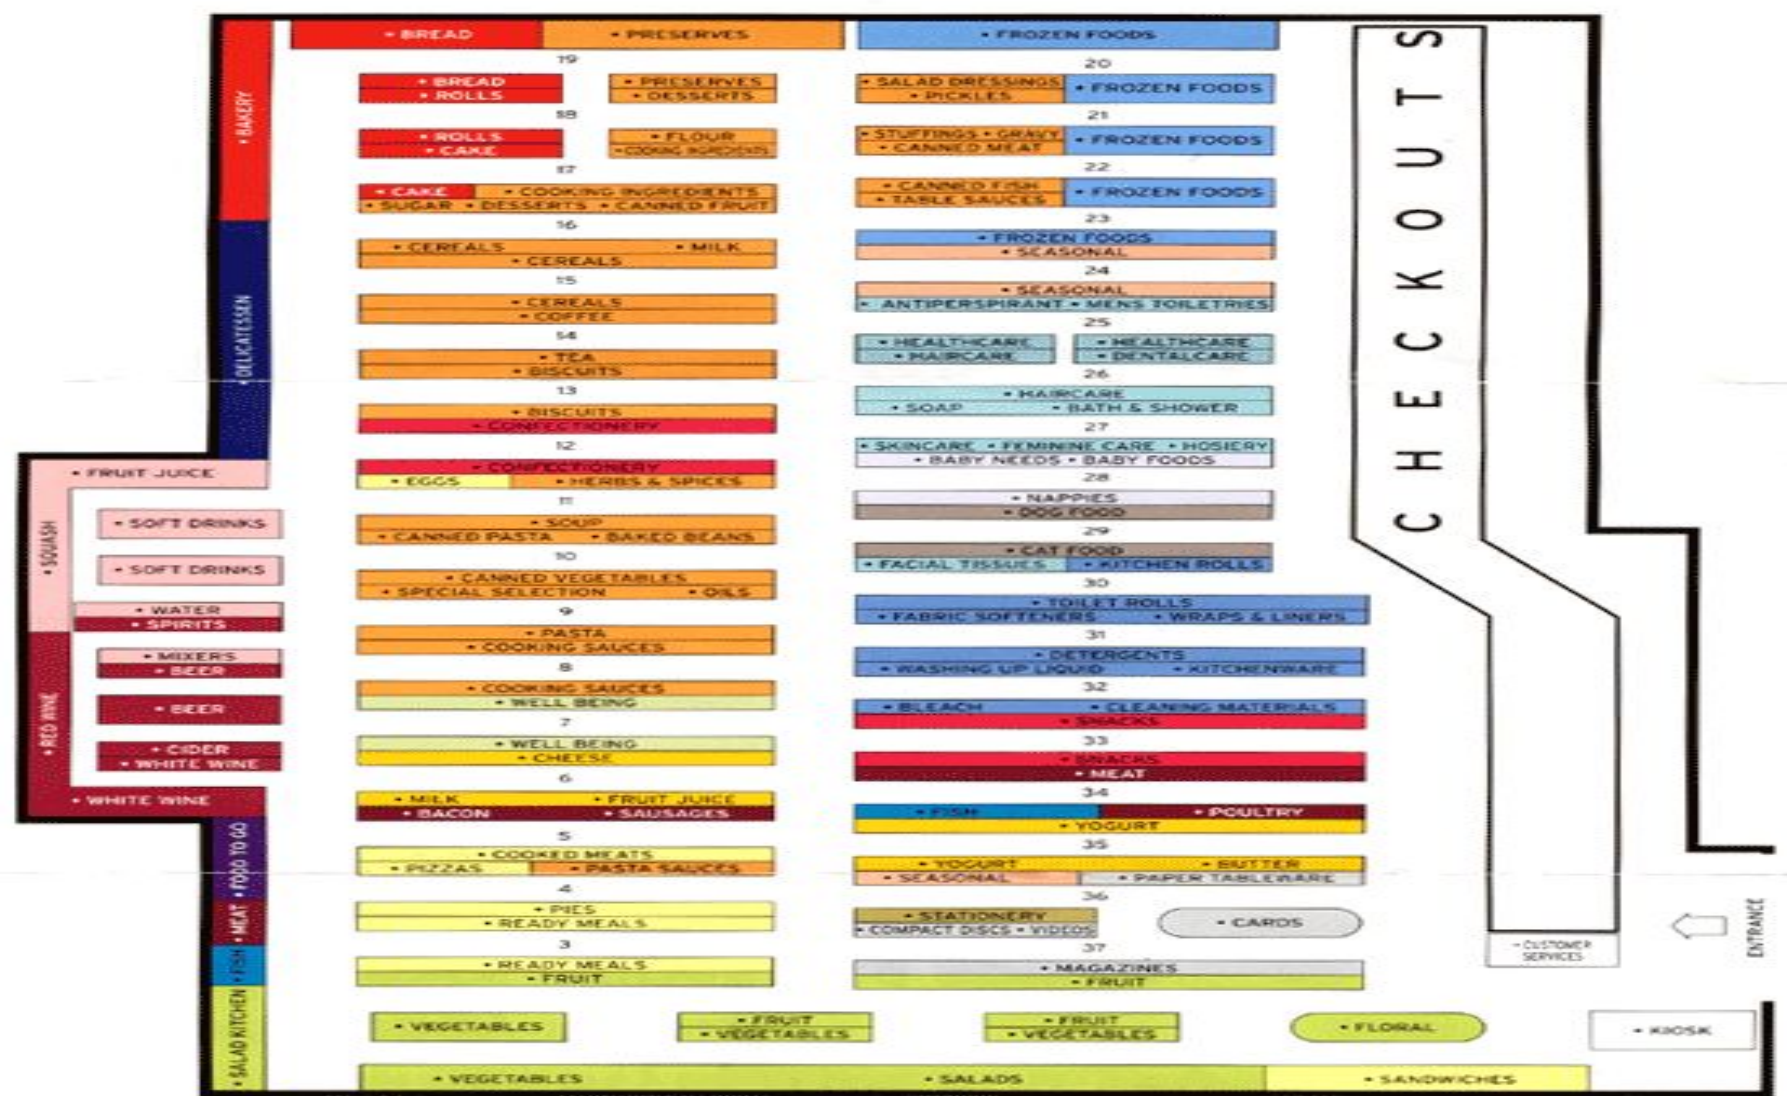 • BREAD • PRESERVES
19
• BREAD • PRESERVES
• ROLLS • DESSERTS
18
• ROLLS • FLOUR
• CAKE • COOKING INGREDIENTS
17
• CAKE • COOKING INGREDIENTS
• SUGAR • DESSERTS • CANNED FRUIT
16
• CEREALS • MILK
• CEREALS
15
• CEREALS
• COFFEE
14
• TEA
• BISCUITS
13
• BISCUITS
• CONFECTIONERY
12
• CONFECTIONERY
• EGGS • HERBS & SPICES
11
• SOUP
• CANNED PASTA • BAKED BEANS
10
• CANNED VEGETABLES
• SPECIAL SELECTION • OILS
9
• PASTA
• COOKING SAUCES
8
• COOKING SAUCES
• WELL BEING
7
• WELL BEING
• CHEESE
6
• MILK • FRUIT JUICE
• BACON • SAUSAGES
5
• COOKED MEATS
• PIZZAS • PASTA SAUCES
4
• PIES
• READY MEALS
3
• READY MEALS
• FRUIT
• FROZEN FOODS
20
• SALAD DRESSINGS • FROZEN FOODS
• PICKLES
21
• STUFFINGS • GRAVY • FROZEN FOODS
• CANNED MEAT
22
• CANNED FISH • FROZEN FOODS
• TABLE SAUCES
23
• FROZEN FOODS
• SEASONAL
24
• SEASONAL
• ANTIPERSPIRANT • MENS TOILETRIES
25
• HEALTHCARE • HEALTHCARE
• HAIRCARE • DENTALCARE
26
• HAIRCARE
• SOAP • BATH & SHOWER
27
• SKINCARE • FEMININE CARE • HOSIERY
• BABY NEEDS • BABY FOODS
28
• NAPPIES
• DOG FOOD
29
• CAT FOOD
• FACIAL TISSUES • KITCHEN ROLLS
30
• TOILET ROLLS
• FABRIC SOFTENERS • WRAPS & LINERS
31
• DETERGENTS
• WASHING UP LIQUID • KITCHENWARE
32
• BLEACH • CLEANING MATERIALS
• SNACKS
33
• SNACKS
• MEAT
34
• FISH • POULTRY
• YOGURT
35
• YOGURT • BUTTER
• SEASONAL • PAPER TABLEWARE
36
• STATIONERY • CARDS
• COMPACT DISCS • VIDEOS
37
• MAGAZINES
• FRUIT
• BAKERY
• DELICATESSEN
• FRUIT JUICE
• SQUASH
• SOFT DRINKS
• SOFT DRINKS
• WATER
• SPIRITS
• MIXERS
• BEER
• RED WINE
• BEER
• CIDER
• WHITE WINE
• WHITE WINE
• FOOD TO GO
• MEAT
• FISH
• SALAD KITCHEN
• VEGETABLES
• FRUIT
• VEGETABLES
• FRUIT
• VEGETABLES
• FLORAL
• KIOSK
• VEGETABLES • SALADS • SANDWICHES
CHECKOUTS
• CUSTOMER
SERVICES
ENTRANCE